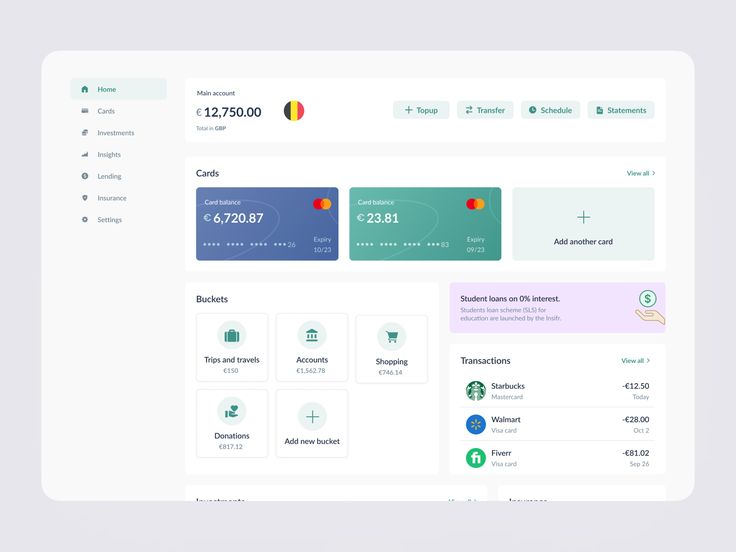 Home
Cards
Investments
Insights
Lending
Insurance
Settings
Main account
€ 12,750.00
Total in GBP
Topup
Transfer
Schedule
Statements
Cards
View all
Card balance
€ 6,720.87
**** **** **** ***26
Expiry
10/23
Card balance
€ 23.81
**** **** **** ***83
Expiry
09/23
Add another card
Buckets
Trips and travels
€150
Accounts
€1,562.78
Shopping
€746.14
Donations
€817.12
Add new bucket
Student loans on 0% interest.
Students loan scheme (SLS) for
education are launched by the Insifr.
$
Transactions
View all
Starbucks
Mastercard
-€12.50
Today
Walmart
Visa card
-€28.00
Oct 2
fi
Fiverr
Visa card
-€81.02
Sep 26
Investments
View all
Insurance